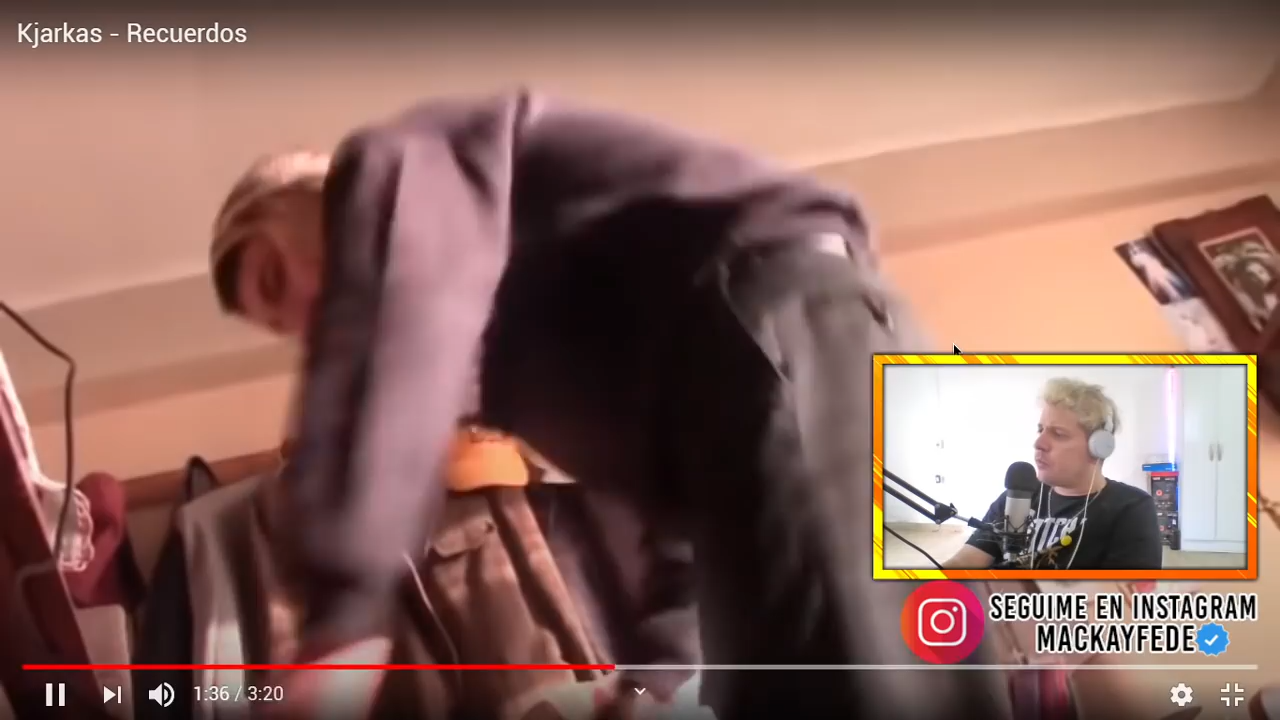 Kjarkas - Recuerdos
SEGUIME EN INSTAGRAM
MACKAYFEDE
1:36 / 3:20